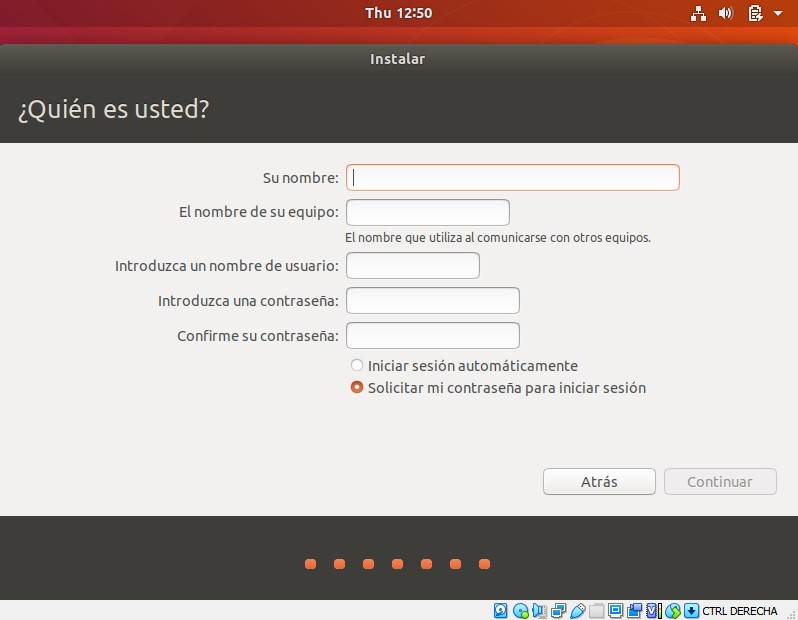 Thu 12:50
Instalar
¿Quién es usted?
Su nombre:
El nombre de su equipo:
El nombre que utiliza al comunicarse con otros equipos.
Introduzca un nombre de usuario:
Introduzca una contraseña:
Confirme su contraseña:
Iniciar sesión automáticamente
Solicitar mi contraseña para iniciar sesión
Atrás Continuar
CTRL DERECHA